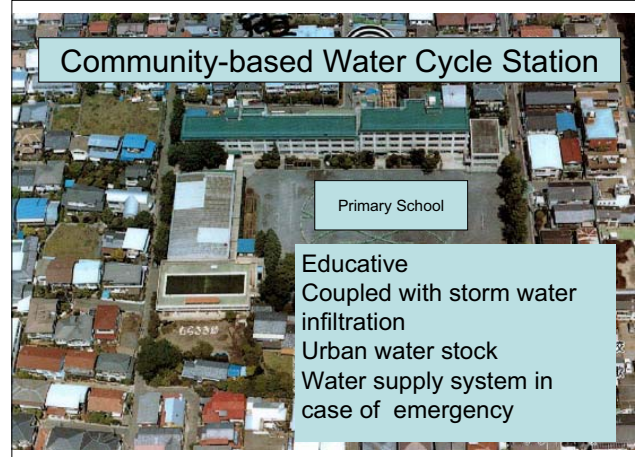 Community-based Water Cycle Station
Primary School
Educative
Coupled with storm water
infiltration
Urban water stock
Water supply system in
case of emergency